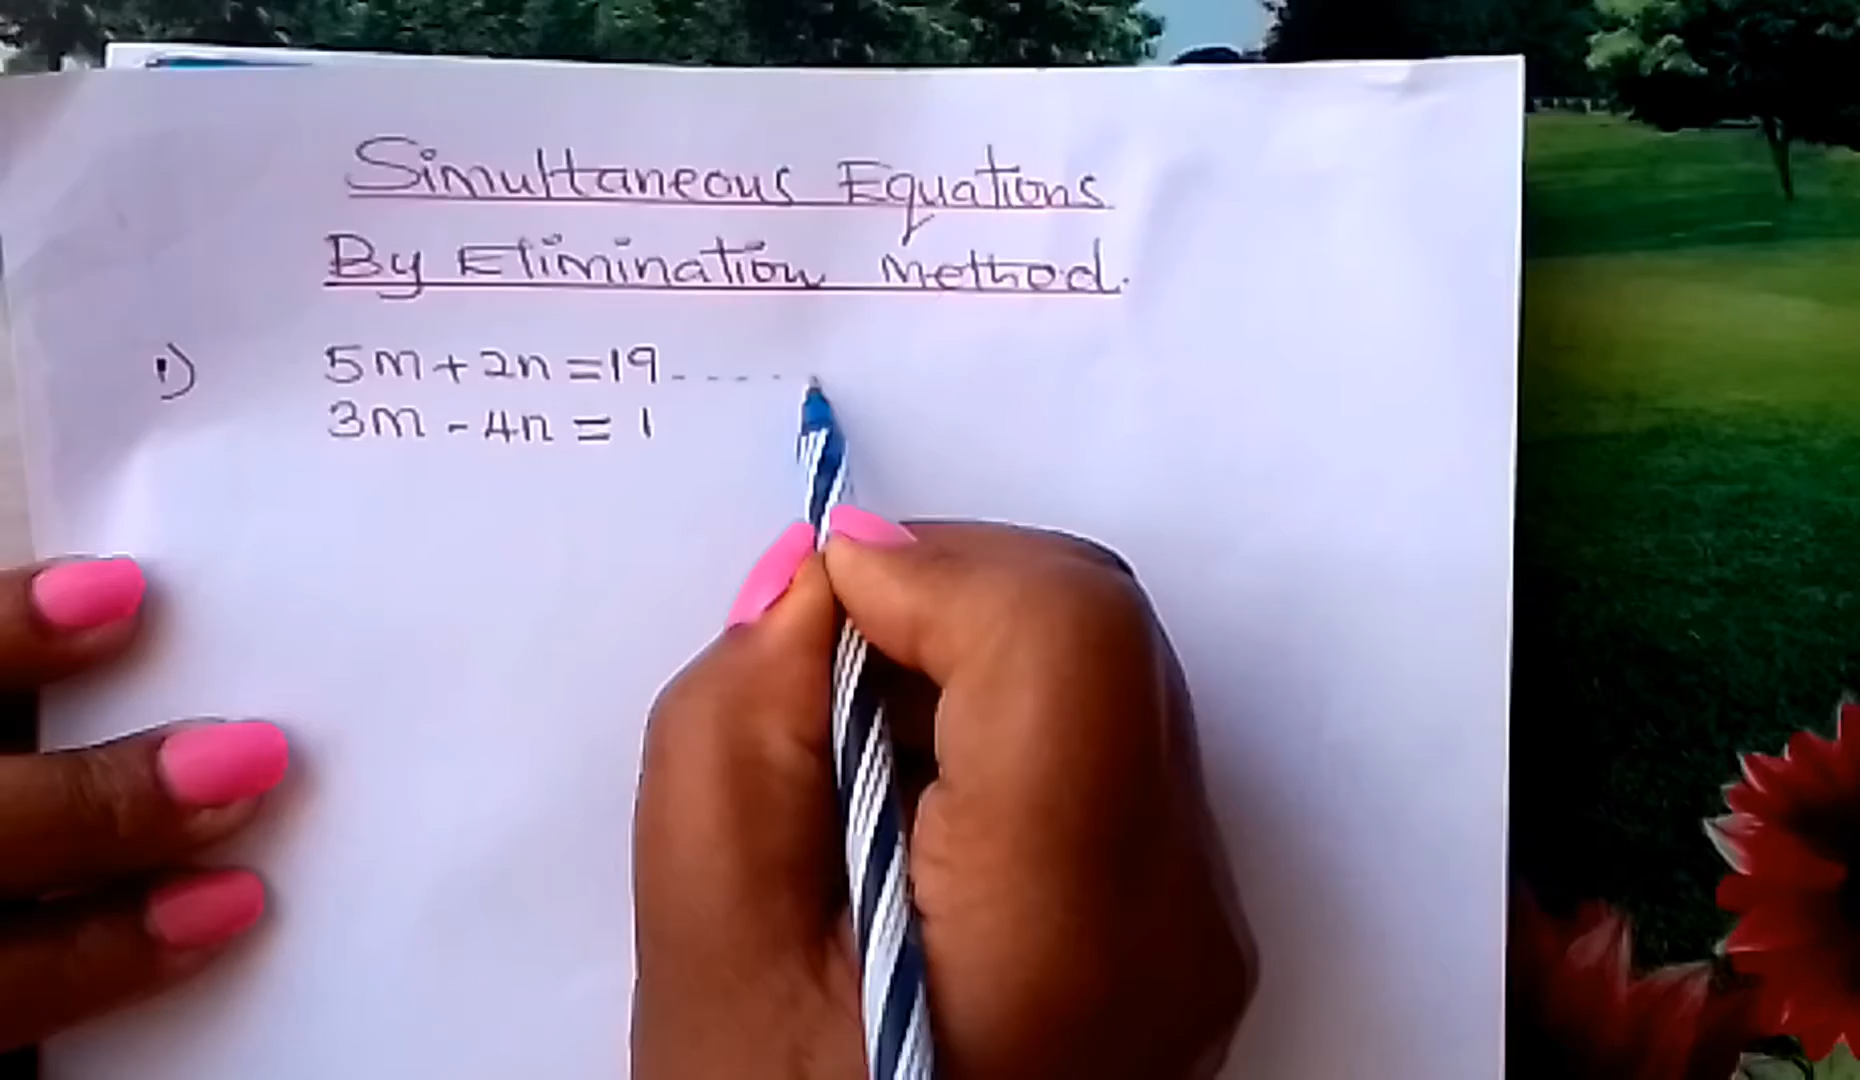 Simultaneous Equations
By Elimination Method.
1) 5m + 2n = 19 - - - - -
3m - 4n = 1